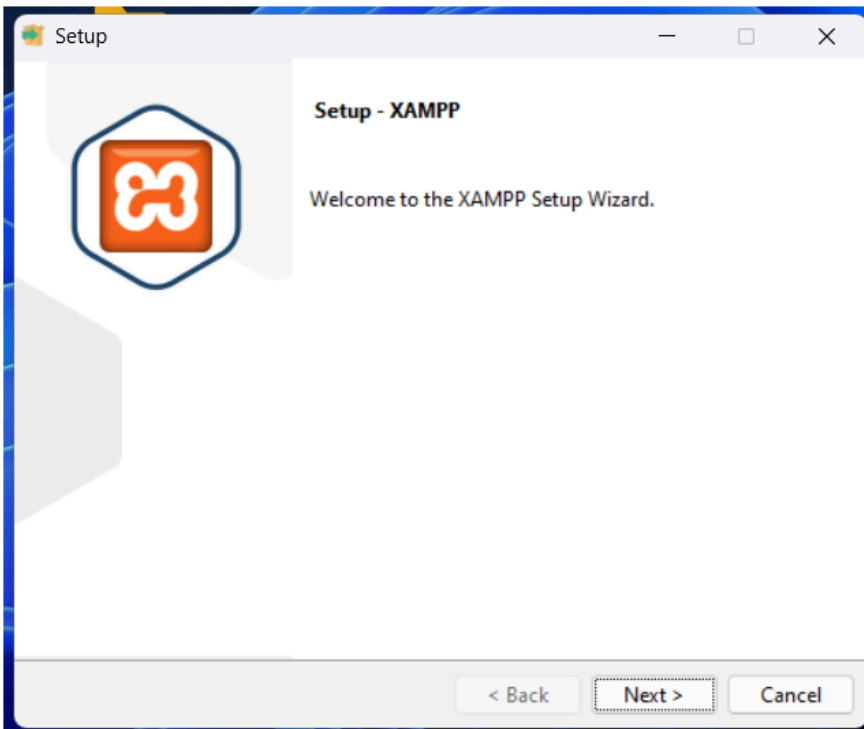 Setup
Setup - XAMPP
Welcome to the XAMPP Setup Wizard.
< Back
Next >
Cancel